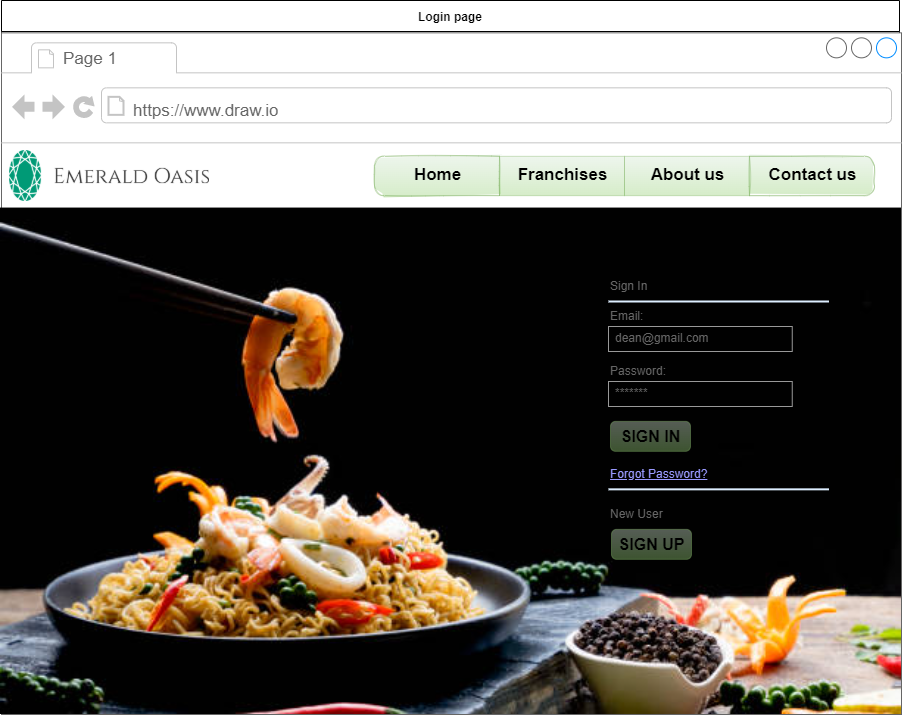 Login page
Page 1
https://www.draw.io
EMERALD OASIS
Home Franchises About us Contact us
Sign In
Email:
dean@gmail.com
Password:
*******
SIGN IN
Forgot Password?
New User
SIGN UP